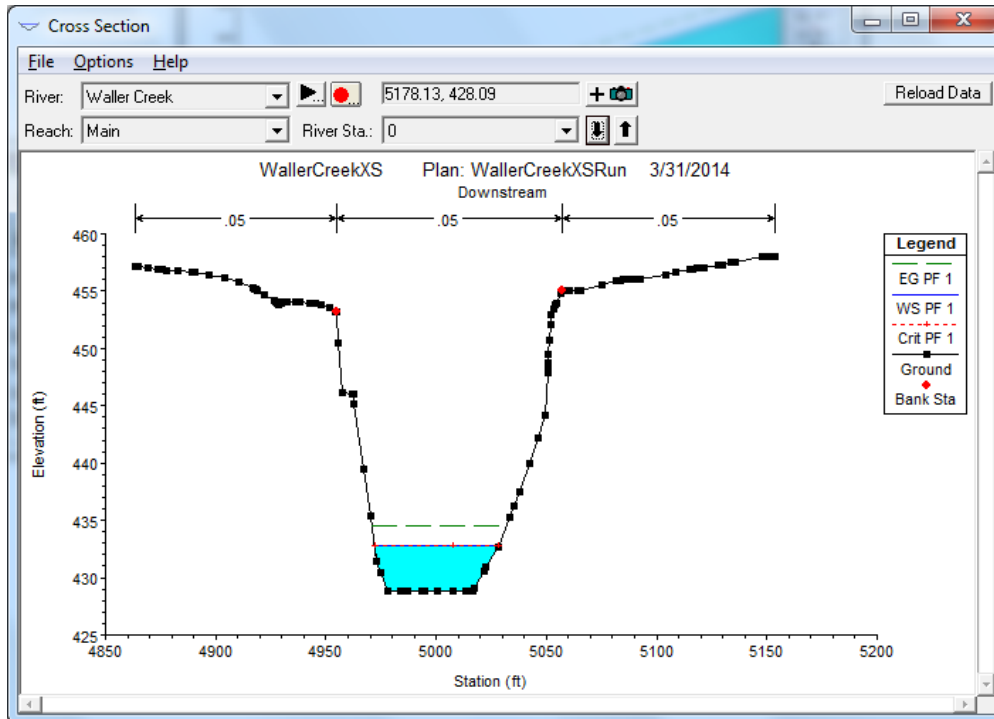 Cross Section
File Options Help
River: Waller Creek 5178.13, 428.09 Reload Data
Reach: Main River Sta.: 0
WallerCreekXS Plan: WallerCreekXSRun 3/31/2014
Downstream
.05 .05 .05
Legend
EG PF 1
WS PF 1
Crit PF 1
Ground
Bank Sta
Elevation (ft)
460
455
450
445
440
435
430
425
4850 4900 4950 5000 5050 5100 5150 5200
Station (ft)